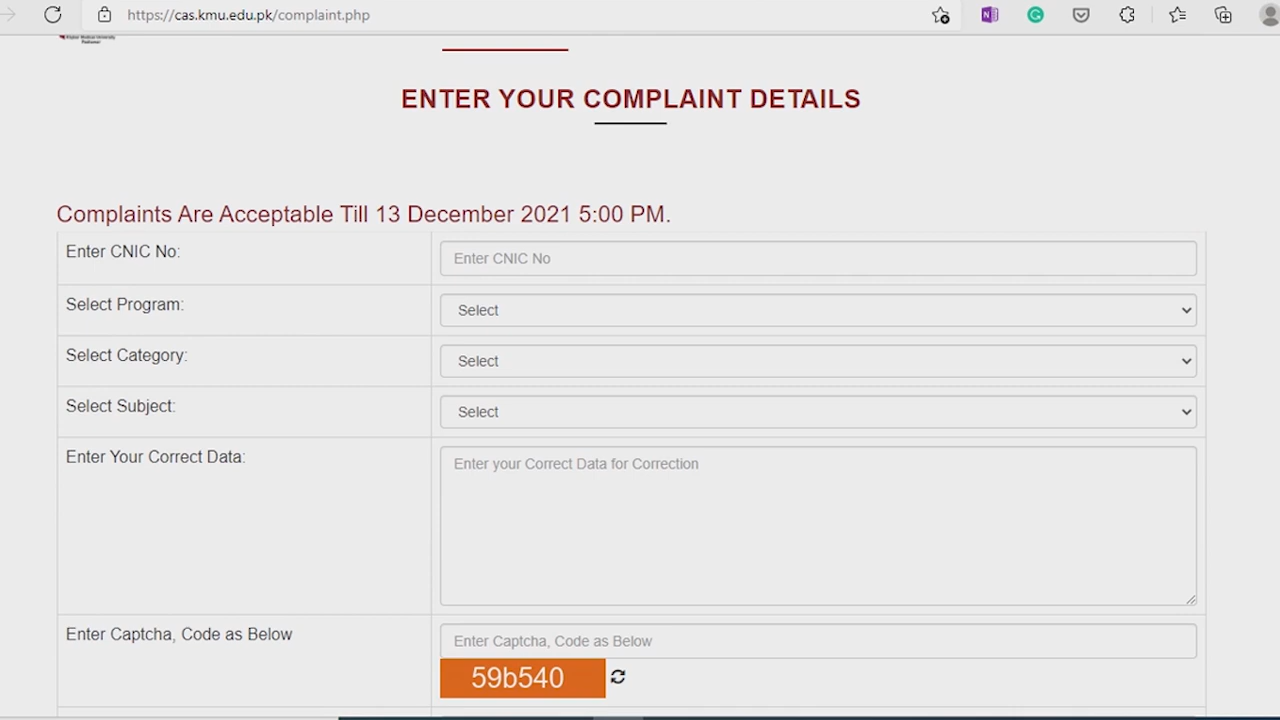 https://cas.kmu.edu.pk/complaint.php
ENTER YOUR COMPLAINT DETAILS
Complaints Are Acceptable Till 13 December 2021 5:00 PM.
Enter CNIC No:
Enter CNIC No
Select Program:
Select
Select Category:
Select
Select Subject:
Select
Enter Your Correct Data:
Enter your Correct Data for Correction
Enter Captcha, Code as Below
Enter Captcha, Code as Below
59b540